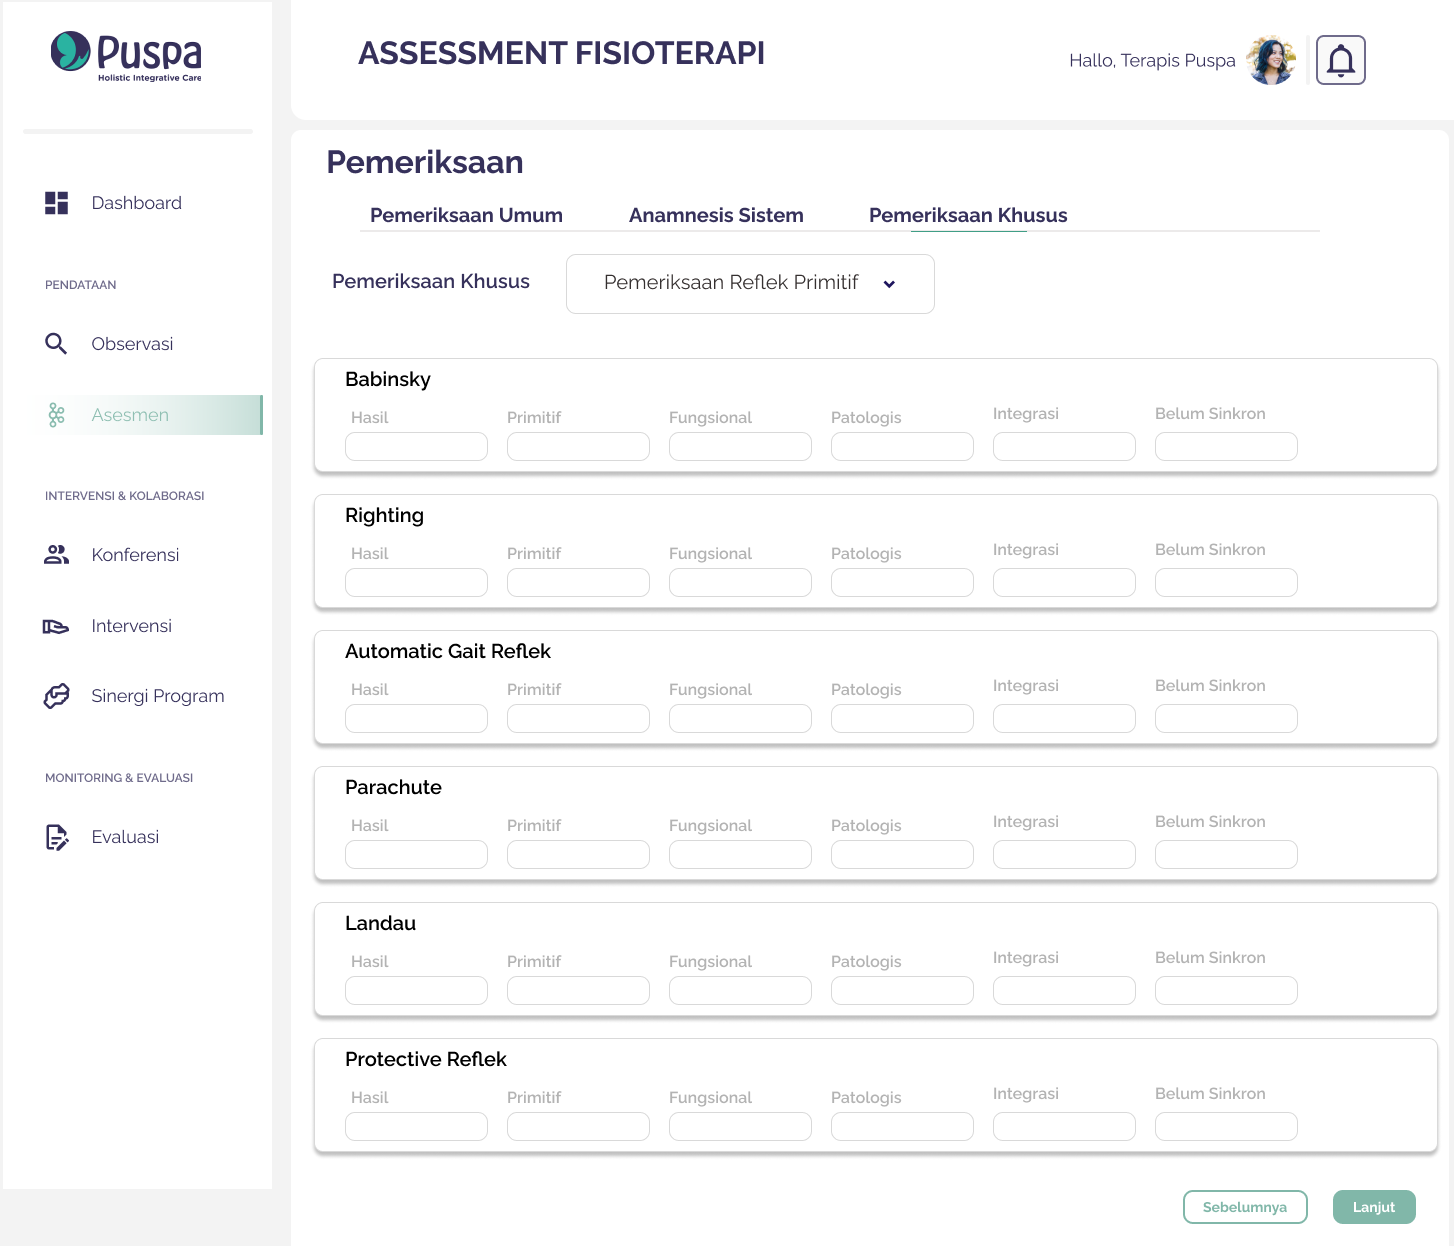 Puspa
Holistic Integrative Care
ASSESSMENT FISIOTERAPI
Hallo, Terapis Puspa
Dashboard
PENDATAAN
Observasi
Asesmen
INTERVENSI & KOLABORASI
Konferensi
Intervensi
Sinergi Program
MONITORING & EVALUASI
Evaluasi
Pemeriksaan
Pemeriksaan Umum Anamnesis Sistem Pemeriksaan Khusus
Pemeriksaan Khusus Pemeriksaan Reflek Primitif
Babinsky
Hasil Primitif Fungsional Patologis Integrasi Belum Sinkron
Righting
Hasil Primitif Fungsional Patologis Integrasi Belum Sinkron
Automatic Gait Reflek
Hasil Primitif Fungsional Patologis Integrasi Belum Sinkron
Parachute
Hasil Primitif Fungsional Patologis Integrasi Belum Sinkron
Landau
Hasil Primitif Fungsional Patologis Integrasi Belum Sinkron
Protective Reflek
Hasil Primitif Fungsional Patologis Integrasi Belum Sinkron
Sebelumnya Lanjut